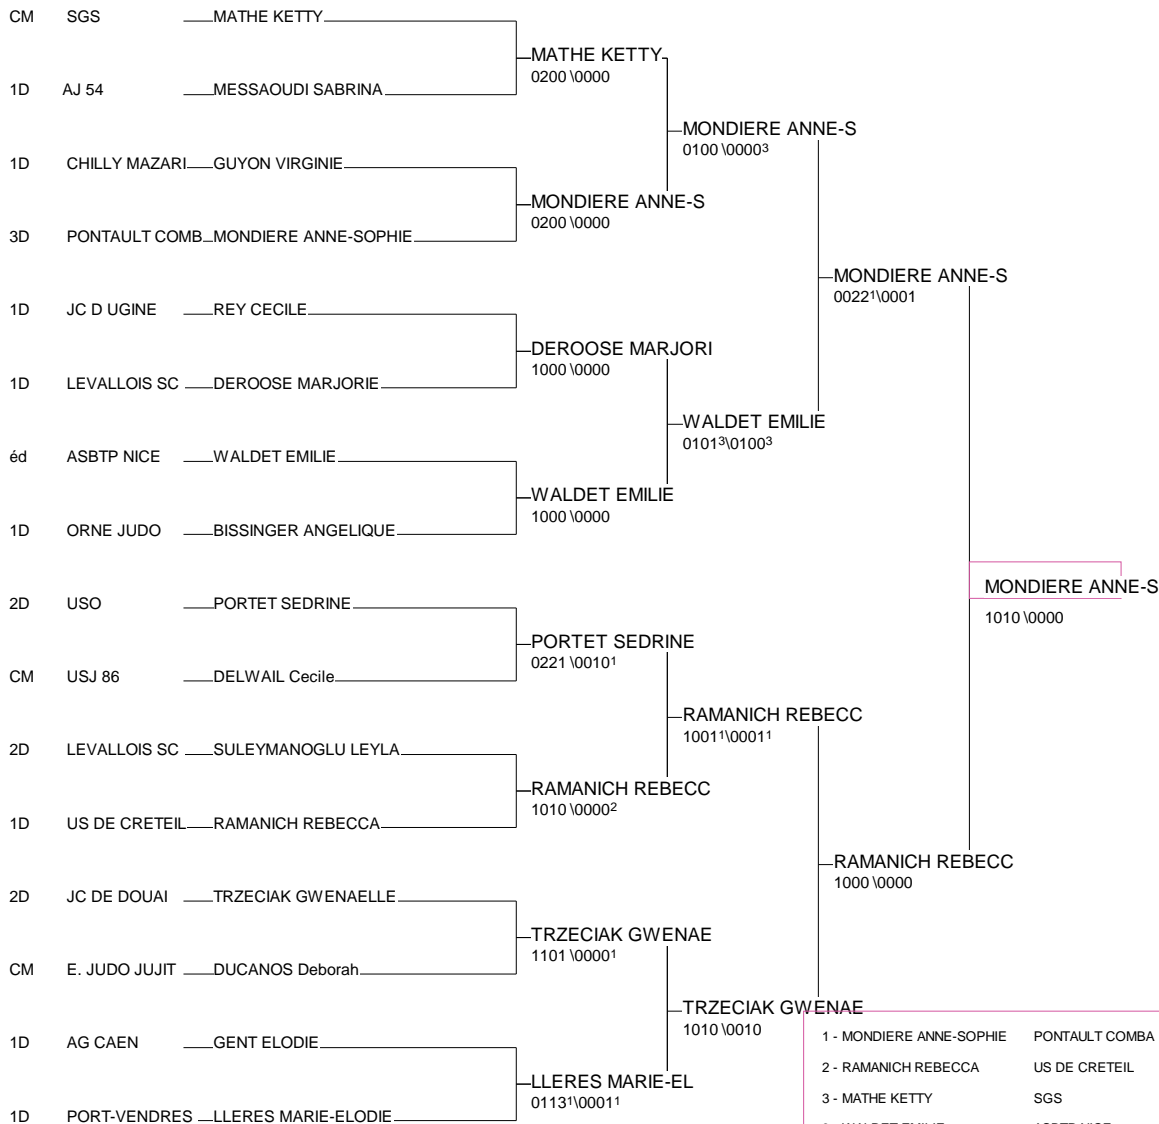 CM SGS MATHE KETTY
MATHE KETTY
0200 \0000
1D AJ 54 MESSAOUDI SABRINA
MONDIERE ANNE-S
0100 \0000³
1D CHILLY MAZARI GUYON VIRGINIE
MONDIERE ANNE-S
0200 \0000
3D PONTAULT COMB MONDIERE ANNE-SOPHIE
MONDIERE ANNE-S
0022¹\0001
1D JC D UGINE REY CECILE
DEROOSE MARJORI
1000 \0000
1D LEVALLOIS SC DEROOSE MARJORIE
WALDET EMILIE
0101³\0100³
éd ASBTP NICE WALDET EMILIE
WALDET EMILIE
1000 \0000
1D ORNE JUDO BISSINGER ANGELIQUE
MONDIERE ANNE-S
1010 \0000
2D USO PORTET SEDRINE
PORTET SEDRINE
0221 \0010¹
CM USJ 86 DELWAIL Cecile
RAMANICH REBECC
1001¹\0001¹
2D LEVALLOIS SC SULEYMANOGLU LEYLA
RAMANICH REBECC
1010 \0000²
1D US DE CRETEIL RAMANICH REBECCA
RAMANICH REBECC
1000 \0000
2D JC DE DOUAI TRZECIAK GWENAELLE
TRZECIAK GWENAE
1101 \0000¹
CM E. JUDO JUJIT DUCANOS Deborah
TRZECIAK GWENAE
1010 \0010
1D AG CAEN GENT ELODIE
LLERES MARIE-EL
0113¹\0001¹
1D PORT-VENDRES LLERES MARIE-ELODIE
1 - MONDIERE ANNE-SOPHIE PONTAULT COMBA
2 - RAMANICH REBECCA US DE CRETEIL
3 - MATHE KETTY SGS